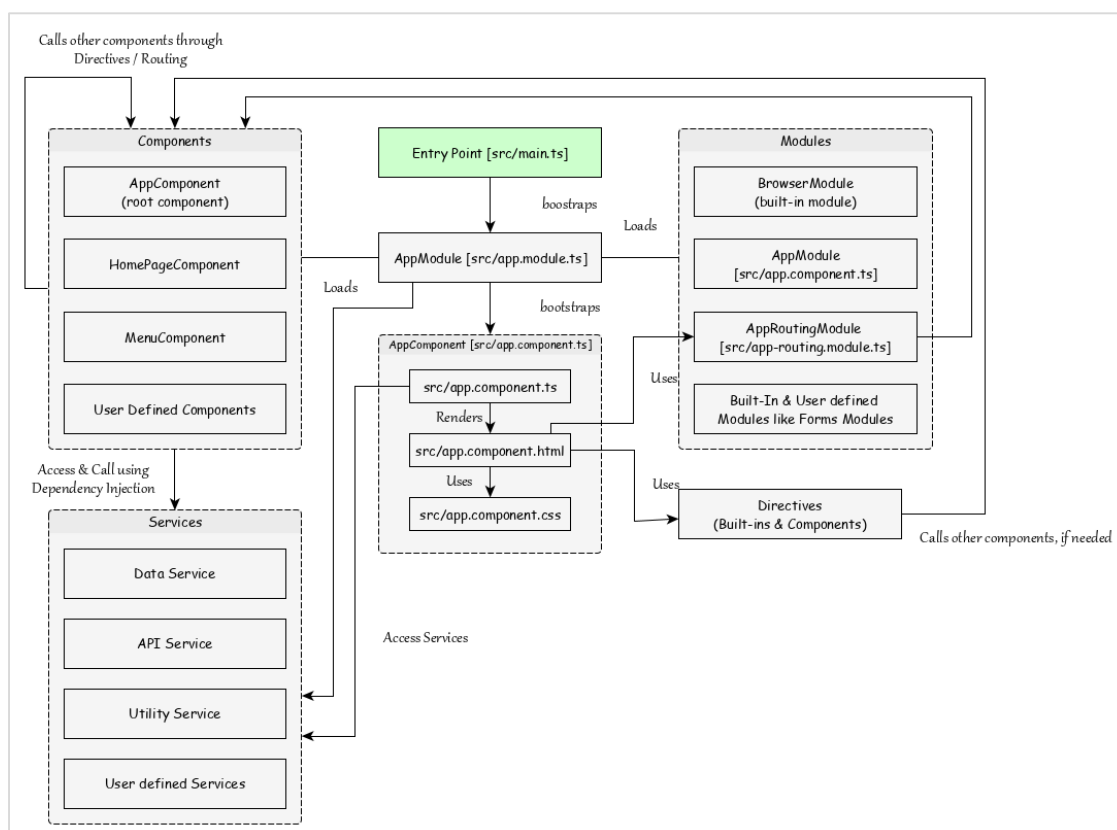 Calls other components through
Directives / Routing
Components
AppComponent
(root component)
HomePageComponent
MenuComponent
User Defined Components
Entry Point [src/main.ts]
boostraps
AppModule [src/app.module.ts]
Loads
Loads
bootstraps
Modules
BrowserModule
(built-in module)
AppModule
[src/app.component.ts]
AppRoutingModule
[src/app-routing.module.ts]
Built-In & User defined
Modules like Forms Modules
AppComponent [src/app.component.ts]
src/app.component.ts
Renders
src/app.component.html
Uses
src/app.component.css
Uses
Uses
Directives
(Built-ins & Components)
Calls other components, if needed
Access & Call using
Dependency Injection
Services
Data Service
API Service
Utility Service
User defined Services
Access Services